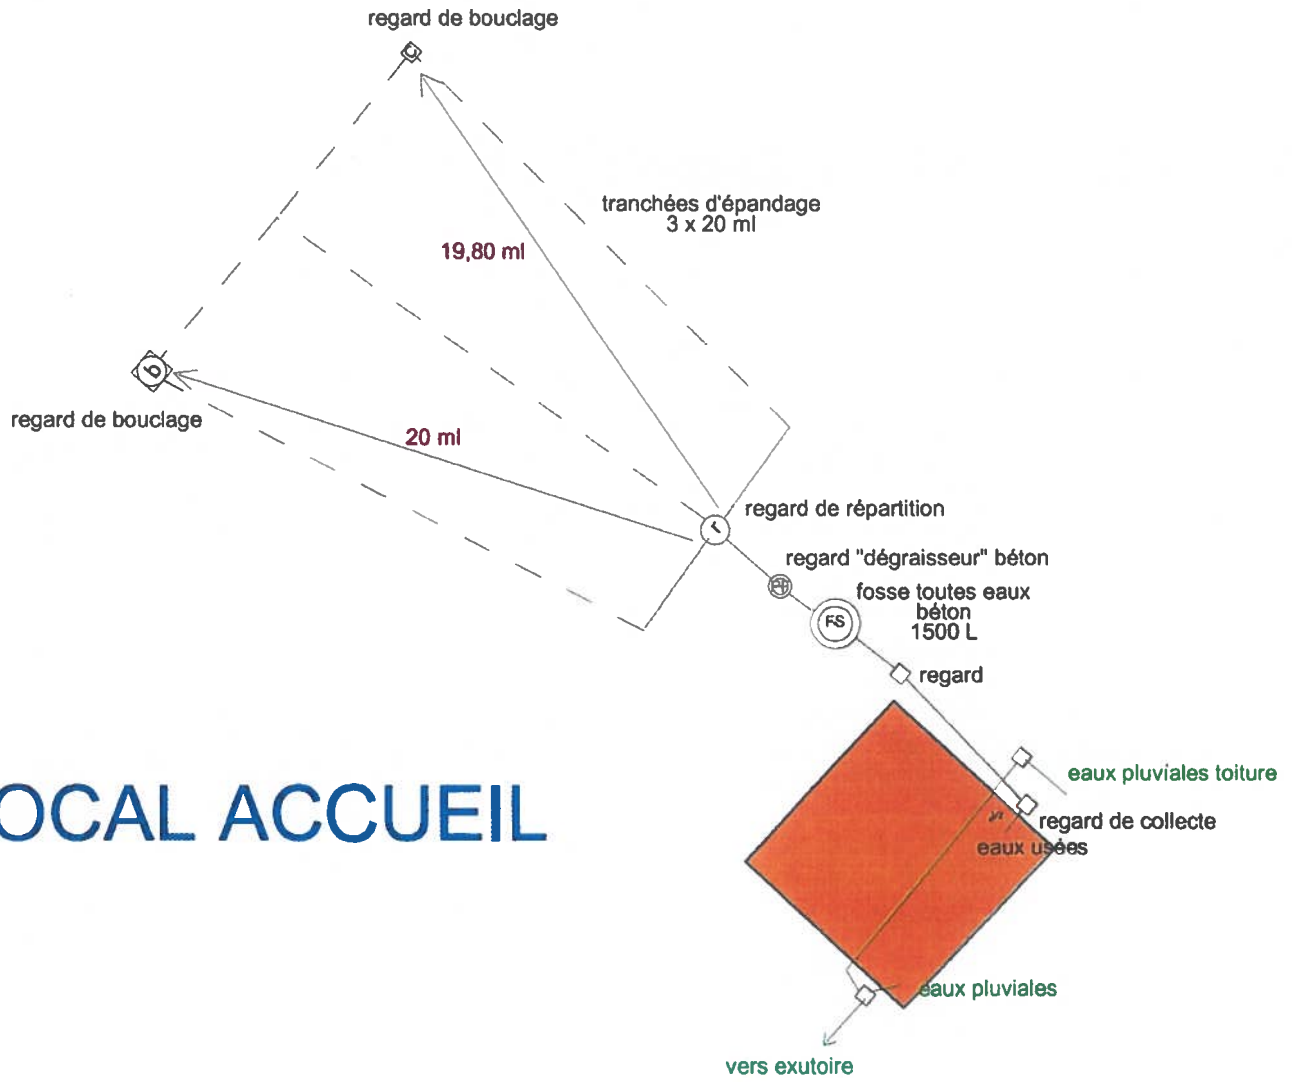 regard de bouclage
c
tranchées d'épandage
3 x 20 ml
19,80 ml
b
regard de bouclage
20 ml
regard de répartition
r
regard "dégraisseur" béton
fosse toutes eaux
béton
1500 L
FS
regard
eaux pluviales toiture
OCAL ACCUEIL
regard de collecte
eaux usées
eaux pluviales
vers exutoire